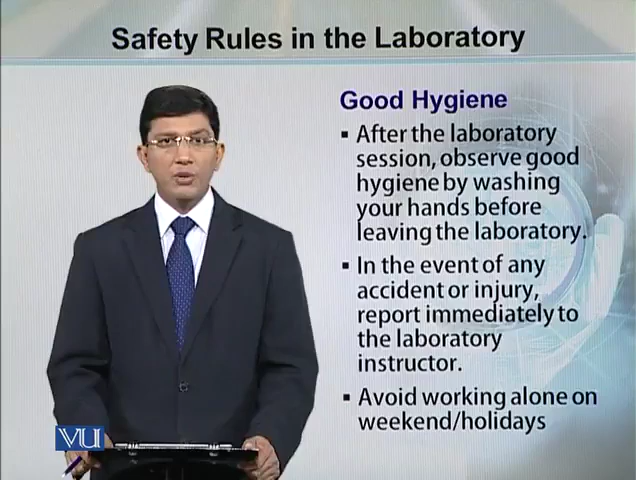 Safety Rules in the Laboratory
Good Hygiene
▪ After the laboratory
session, observe good
hygiene by washing
your hands before
leaving the laboratory.
▪ In the event of any
accident or injury,
report immediately to
the laboratory
instructor.
▪ Avoid working alone on
weekend/holidays
VU